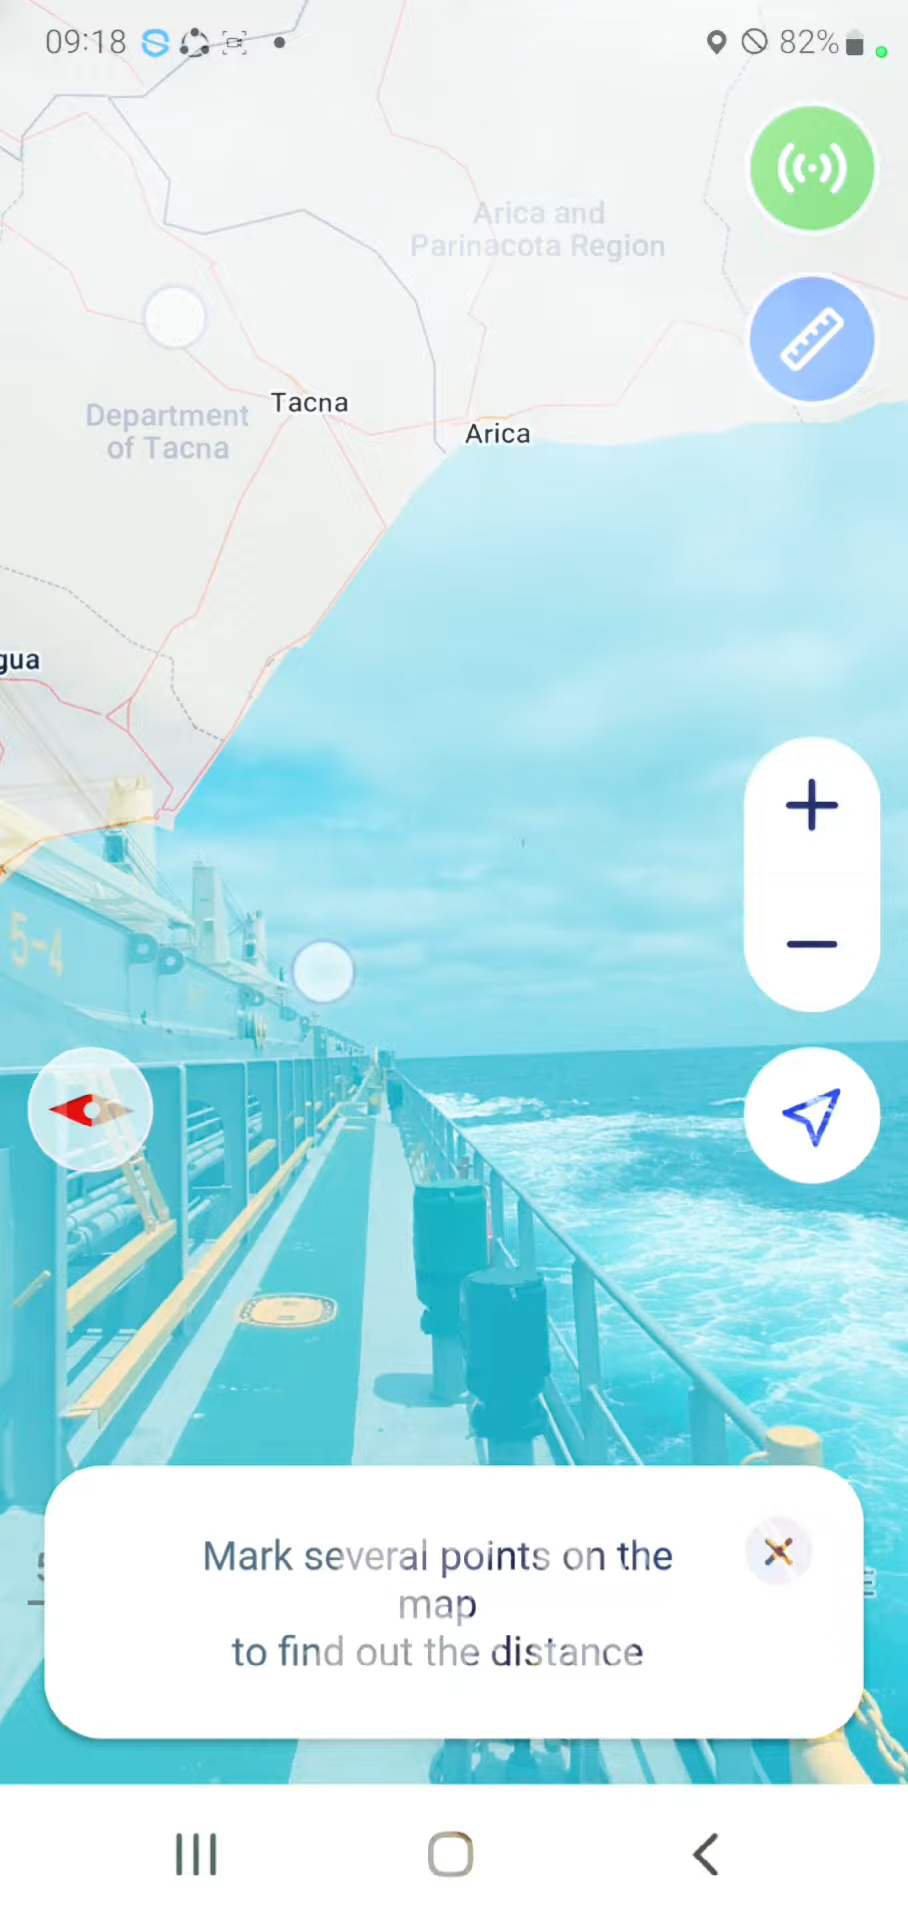 09:18
82%
Arica and
Parinacota Region
Tacna
Department
of Tacna
Arica
gua
5-4
Mark several points on the
map
to find out the distance